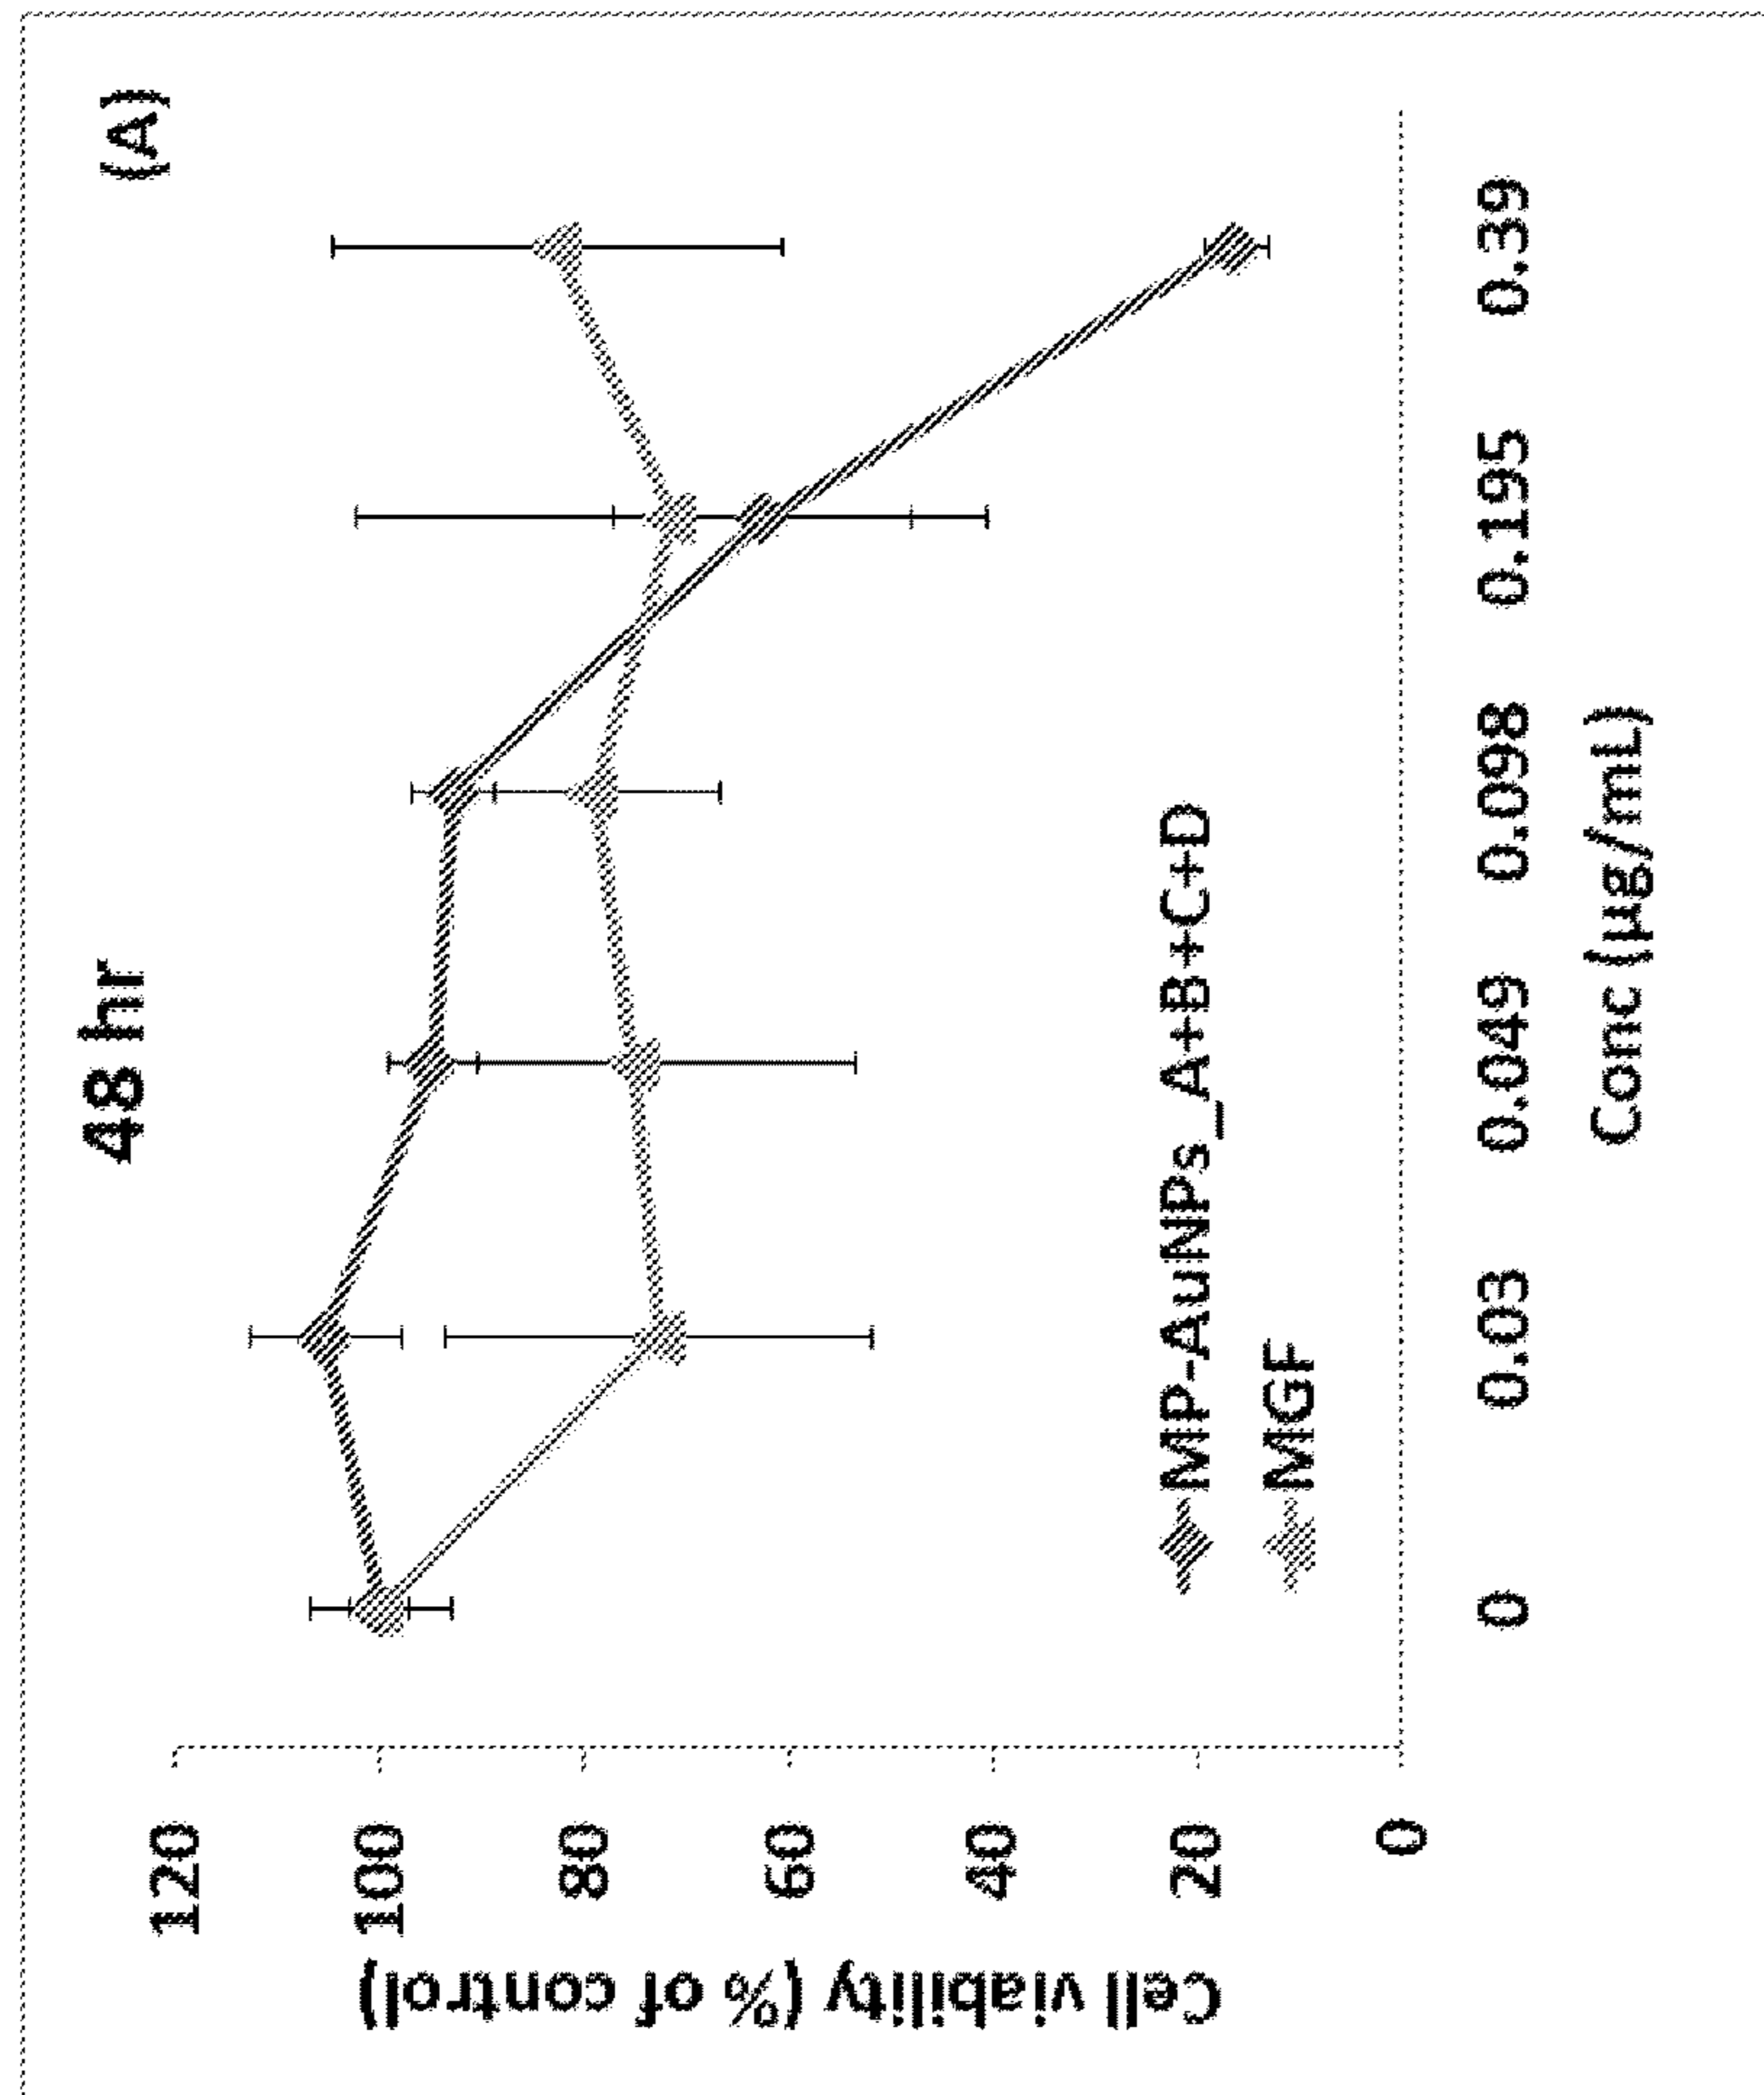 48 hr
(A)
Cell viability (% of control)
120
100
80
60
40
20
0
MP-AuNPs_A+B+C+D
MGF
0 0.03 0.049 0.098 0.195 0.39
Conc (µg/mL)